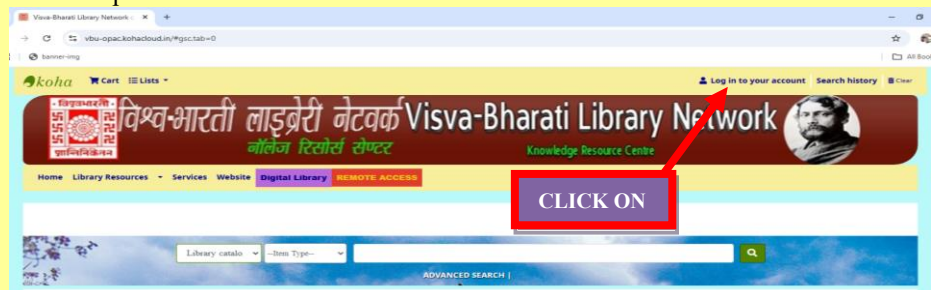 Visva-Bharati Library Network
vbu-opac.kohacloud.in/#gsc.tab=0
banner-img
All Bool
koha Cart Lists Log in to your account Search history Clear
विश्व-भारती लाइब्रेरी नेटवर्क Visva-Bharati Library Network
नॉलेज रिसोर्स सेण्टर Knowledge Resource Centre
Home Library Resources Services Website Digital Library REMOTE ACCESS
CLICK ON
Library catalo --Item Type--
ADVANCED SEARCH |